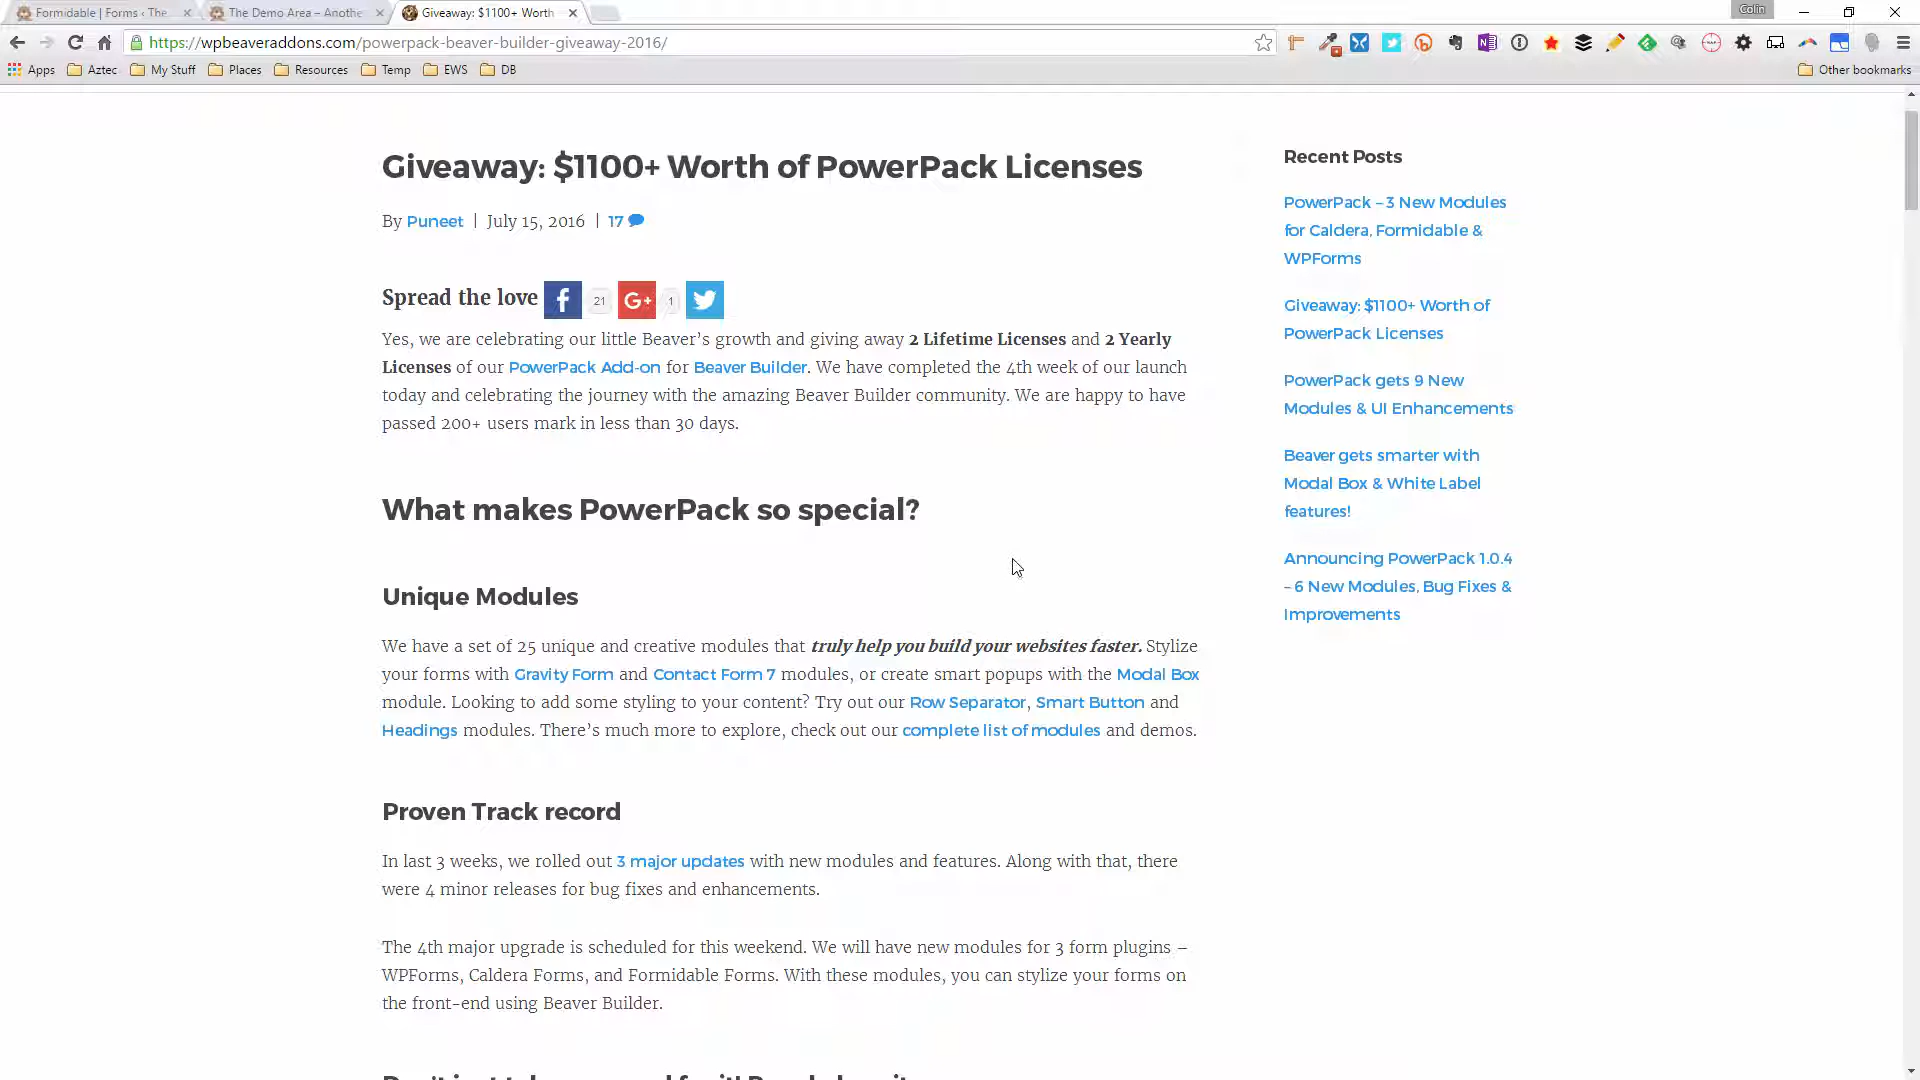 Formidable | Forms ‹ The
The Demo Area – Anothe
Giveaway: $1100+ Worth
Colin
https://wpbeaveraddons.com/powerpack-beaver-builder-giveaway-2016/
Apps
Aztec
My Stuff
Places
Resources
Temp
EWS
DB
Other bookmarks
Giveaway: $1100+ Worth of PowerPack Licenses
By Puneet | July 15, 2016 | 17
Spread the love
21
G+
1
Yes, we are celebrating our little Beaver's growth and giving away 2 Lifetime Licenses and 2 Yearly
Licenses of our PowerPack Add-on for Beaver Builder. We have completed the 4th week of our launch
today and celebrating the journey with the amazing Beaver Builder community. We are happy to have
passed 200+ users mark in less than 30 days.
What makes PowerPack so special?
Unique Modules
We have a set of 25 unique and creative modules that truly help you build your websites faster. Stylize
your forms with Gravity Form and Contact Form 7 modules, or create smart popups with the Modal Box
module. Looking to add some styling to your content? Try out our Row Separator, Smart Button and
Headings modules. There's much more to explore, check out our complete list of modules and demos.
Proven Track record
In last 3 weeks, we rolled out 3 major updates with new modules and features. Along with that, there
were 4 minor releases for bug fixes and enhancements.
The 4th major upgrade is scheduled for this weekend. We will have new modules for 3 form plugins –
WPForms, Caldera Forms, and Formidable Forms. With these modules, you can stylize your forms on
the front-end using Beaver Builder.
Recent Posts
PowerPack – 3 New Modules
for Caldera, Formidable &
WPForms
Giveaway: $1100+ Worth of
PowerPack Licenses
PowerPack gets 9 New
Modules & UI Enhancements
Beaver gets smarter with
Modal Box & White Label
features!
Announcing PowerPack 1.0.4
– 6 New Modules, Bug Fixes &
Improvements